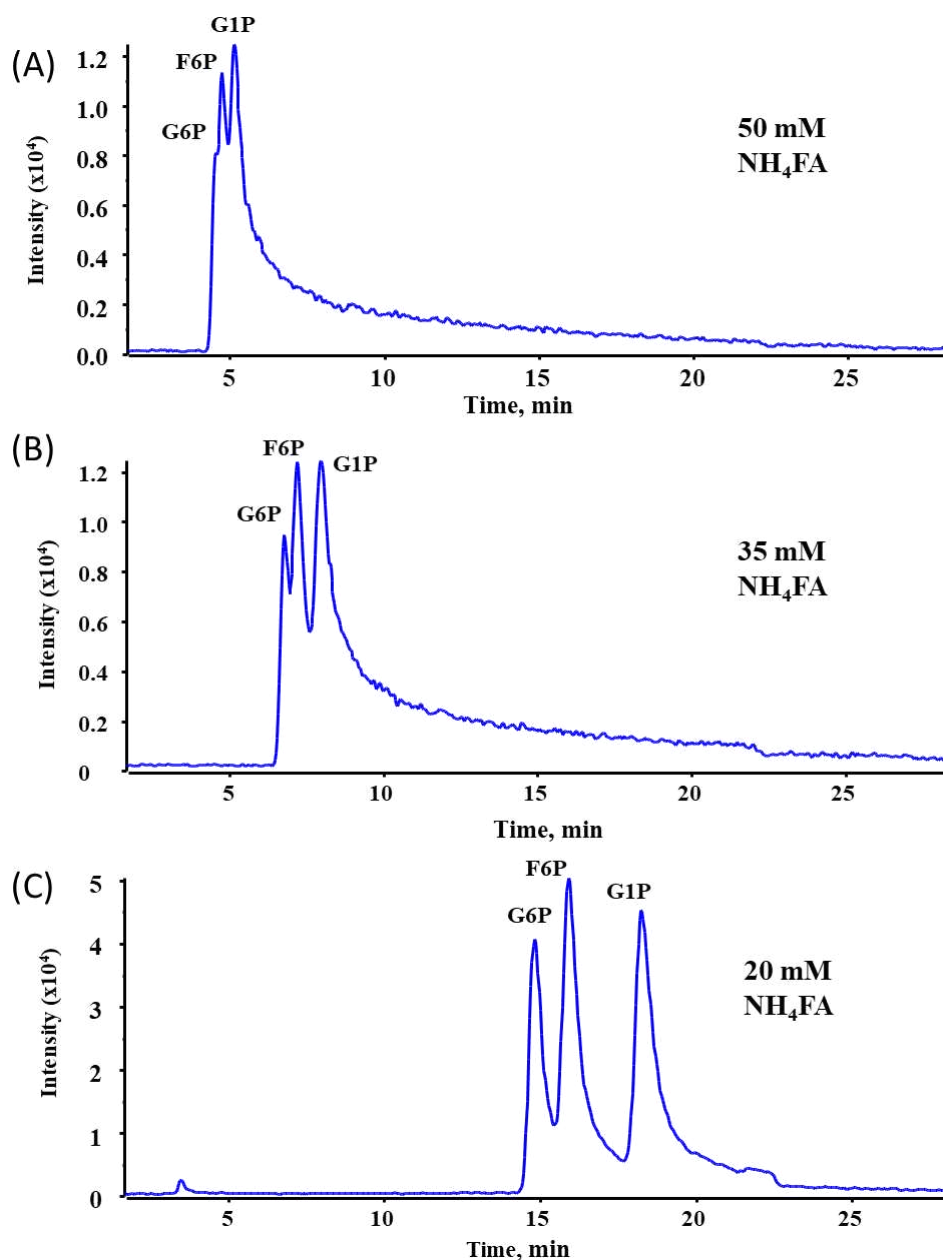 (A)
G1P
F6P
G6P
50 mM
NH₄FA
Intensity (x10⁴)
1.2
1.0
0.8
0.6
0.4
0.2
0.0
5
10
15
20
25
Time, min
(B)
F6P
G1P
G6P
35 mM
NH₄FA
Intensity (x10⁴)
1.2
1.0
0.8
0.6
0.4
0.2
0
5
10
15
20
25
Time, min
(C)
F6P
G1P
G6P
20 mM
NH₄FA
Intensity (x10⁴)
5
4
3
2
1
0
5
10
15
20
25
Time, min